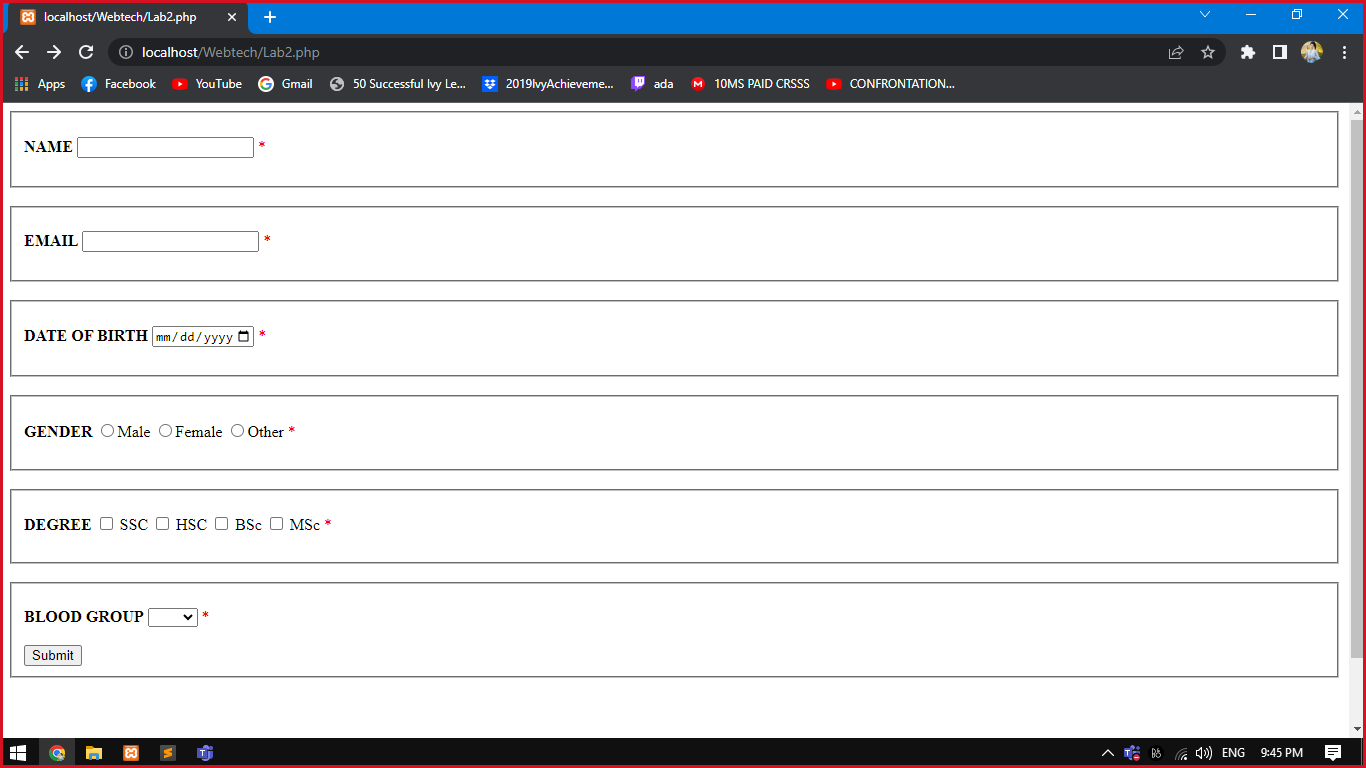 localhost/Webtech/Lab2.php
localhost/Webtech/Lab2.php
Apps Facebook YouTube Gmail 50 Successful Ivy Le... 2019IvyAchieveme... ada 10MS PAID CRSSS CONFRONTATION...
NAME *
EMAIL *
DATE OF BIRTH mm/dd/yyyy *
GENDER Male Female Other *
DEGREE SSC HSC BSc MSc *
BLOOD GROUP *
Submit
ENG 9:45 PM